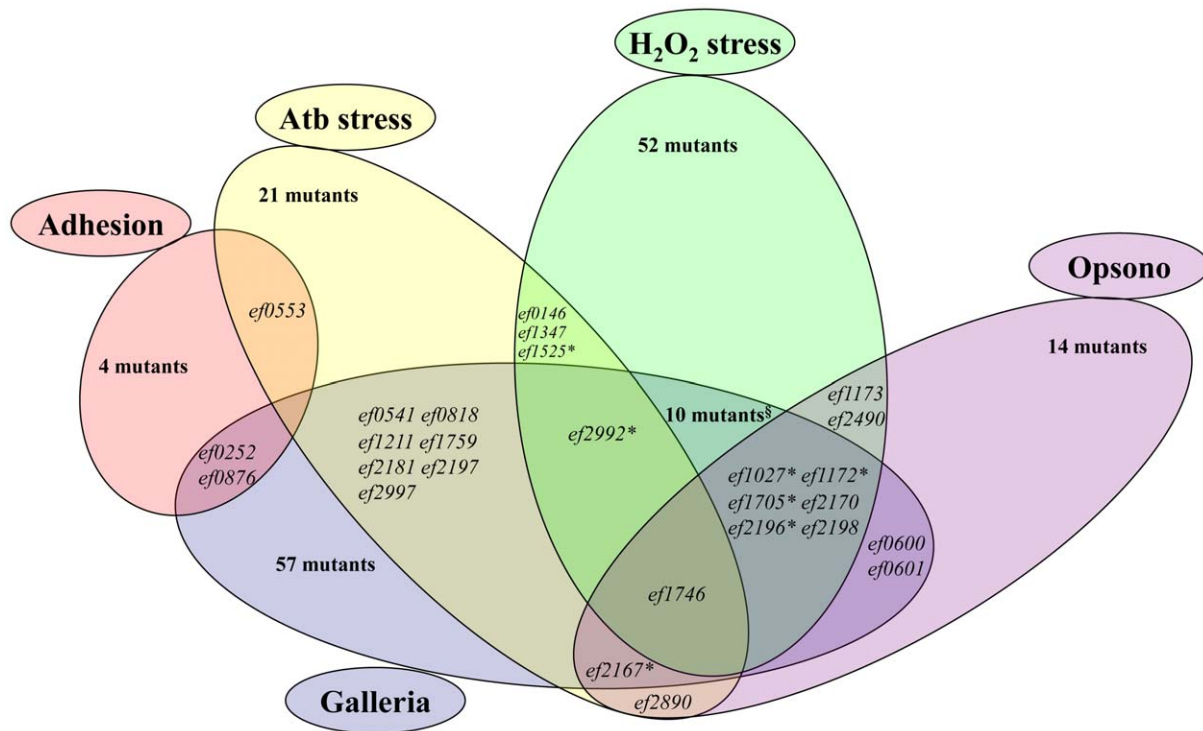 H₂O₂ stress
Atb stress
52 mutants
21 mutants
Adhesion
Opsono
ef0553
ef0146
ef1347
ef1525*
14 mutants
4 mutants
ef1173
ef2490
ef0541 ef0818
ef1211 ef1759
ef2181 ef2197
ef2997
10 mutants§
ef2992*
ef0252
ef0876
ef1027* ef1172*
ef1705* ef2170
ef2196* ef2198
ef0600
ef0601
57 mutants
ef1746
ef2167*
ef2890
Galleria